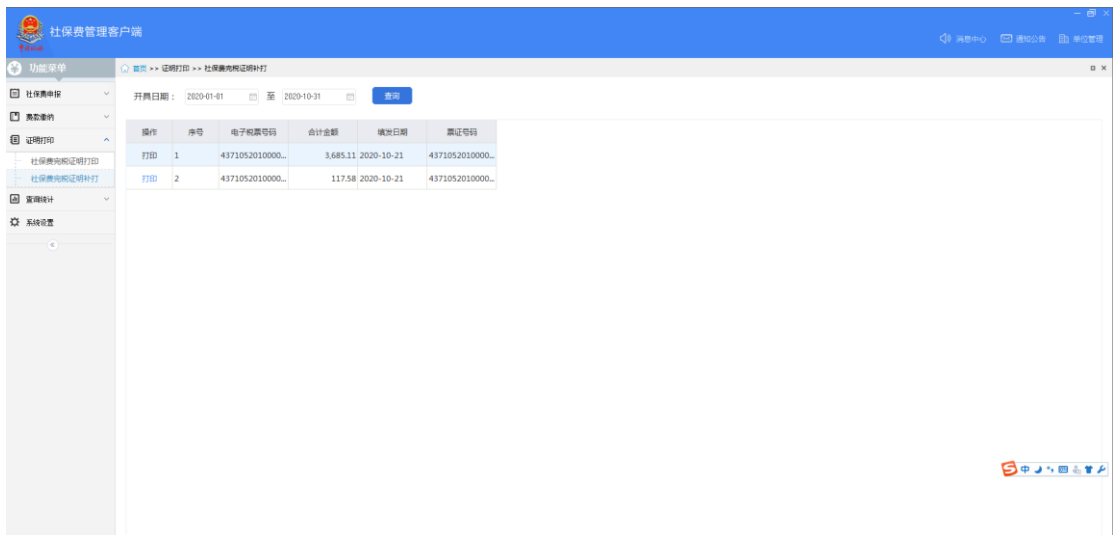 社保费管理客户端
消息中心 通知公告 单位管理
功能菜单
首页 >> 证明打印 >> 社保费完税证明补打
社保费申报
开具日期： 2020-01-01 至 2020-10-31 查询
费款缴纳
操作 序号 电子税票号码 合计金额 填发日期 票证号码
证明打印
打印 1 4371052010000... 3,685.11 2020-10-21 4371052010000...
社保费完税证明打印
社保费完税证明补打
打印 2 4371052010000... 117.58 2020-10-21 4371052010000...
查询统计
系统设置
中